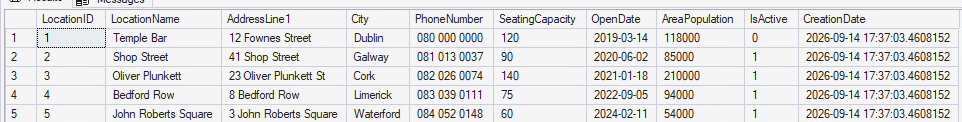 LocationID LocationName AddressLine1 City PhoneNumber SeatingCapacity OpenDate AreaPopulation IsActive CreationDate
1 1 Temple Bar 12 Fownes Street Dublin 080 000 0000 120 2019-03-14 118000 0 2026-09-14 17:37:03.4608152
2 2 Shop Street 41 Shop Street Galway 081 013 0037 90 2020-06-02 85000 1 2026-09-14 17:37:03.4608152
3 3 Oliver Plunkett 23 Oliver Plunkett St Cork 082 026 0074 140 2021-01-18 210000 1 2026-09-14 17:37:03.4608152
4 4 Bedford Row 8 Bedford Row Limerick 083 039 0111 75 2022-09-05 94000 1 2026-09-14 17:37:03.4608152
5 5 John Roberts Square 3 John Roberts Square Waterford 084 052 0148 60 2024-02-11 54000 1 2026-09-14 17:37:03.4608152